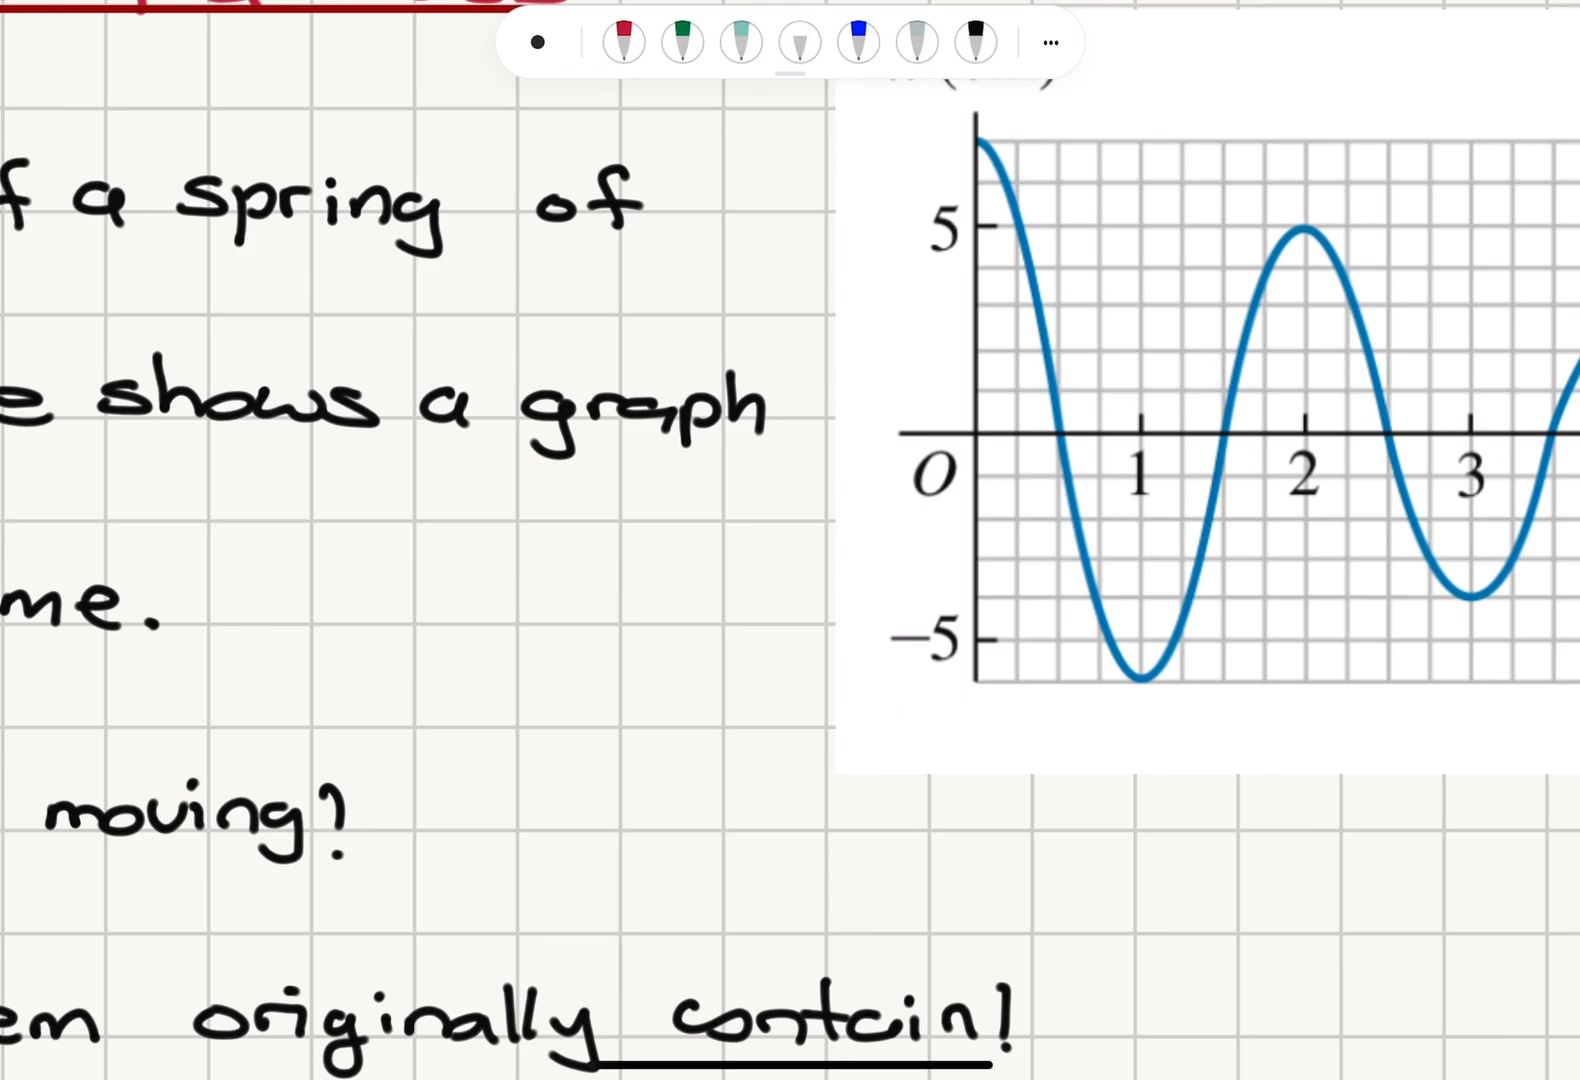 f a spring of
e shows a graph
me.
moving?
em originally contain?
5
O
1
2
3
−5